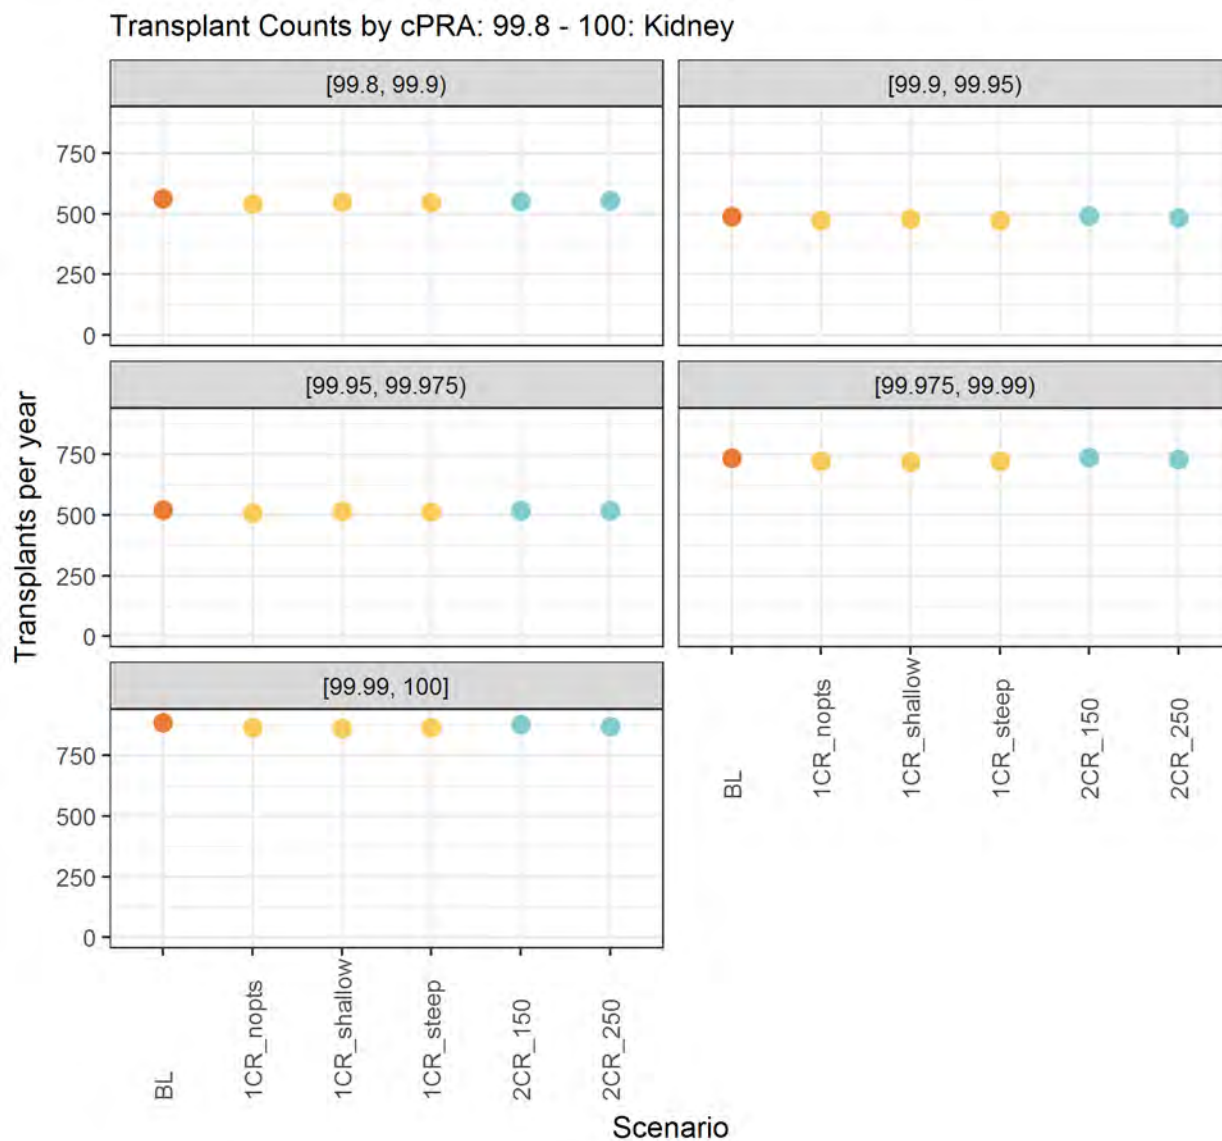 Transplant Counts by cPRA: 99.8 - 100: Kidney
[99.8, 99.9)
[99.9, 99.95)
750
500
250
0
[99.95, 99.975)
[99.975, 99.99)
750
500
250
0
Transplants per year
[99.99, 100]
750
500
250
0
BL
1CR_nopts
1CR_shallow
1CR_steep
2CR_150
2CR_250
BL
1CR_nopts
1CR_shallow
1CR_steep
2CR_150
2CR_250
Scenario